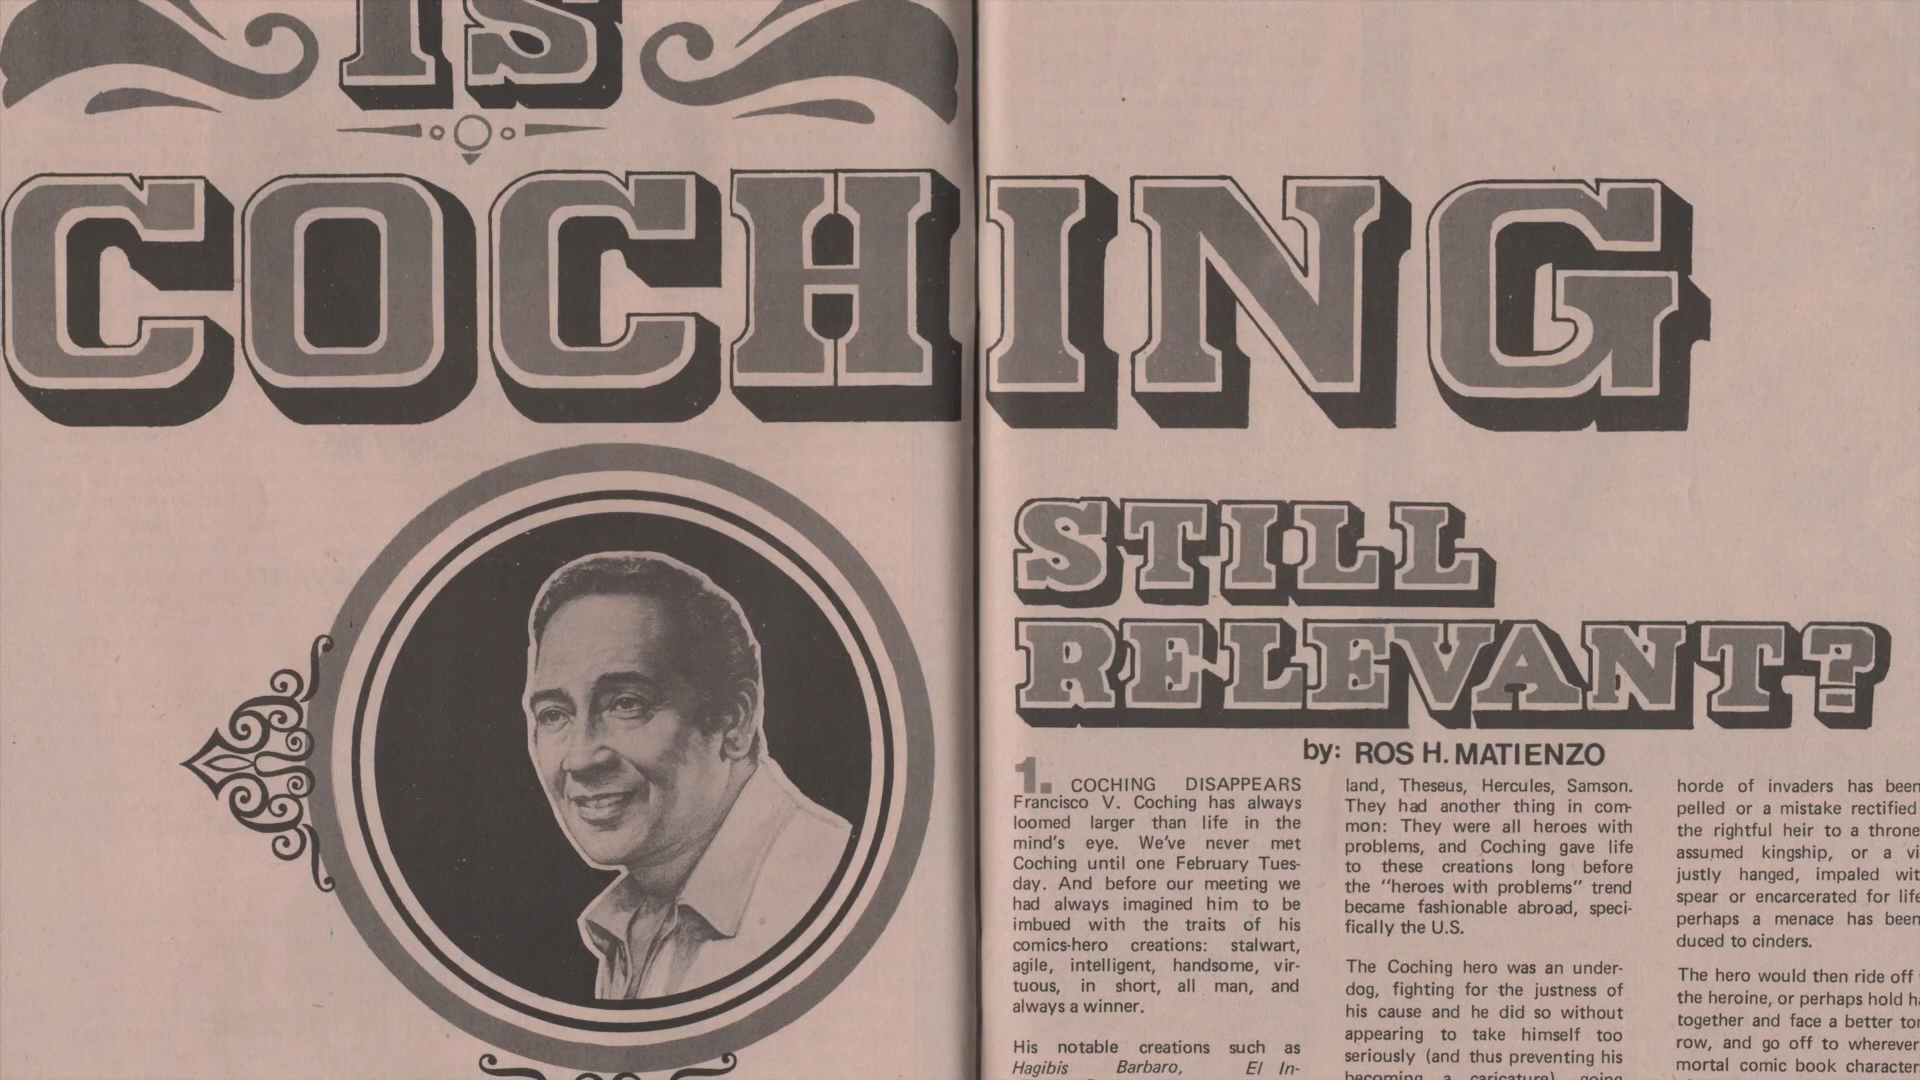 IS
COCHING
STILL
RELEVANT?
by: ROS H. MATIENZO
1. COCHING DISAPPEARS
Francisco V. Coching has always
loomed larger than life in the
mind's eye. We've never met
Coching until one February Tues-
day. And before our meeting we
had always imagined him to be
imbued with the traits of his
comics-hero creations: stalwart,
agile, intelligent, handsome, vir-
tuous, in short, all man, and
always a winner.
His notable creations such as
Hagibis Barbaro, El In-
land, Theseus, Hercules, Samson.
They had another thing in com-
mon: They were all heroes with
problems, and Coching gave life
to these creations long before
the "heroes with problems" trend
became fashionable abroad, speci-
fically the U.S.
The Coching hero was an under-
dog, fighting for the justness of
his cause and he did so without
appearing to take himself too
seriously (and thus preventing his
becoming a caricature), going
horde of invaders has been
pelled or a mistake rectified
the rightful heir to a throne
assumed kingship, or a vi
justly hanged, impaled wit
spear or encarcerated for life
perhaps a menace has been
duced to cinders.
The hero would then ride off
the heroine, or perhaps hold ha
together and face a better tor
row, and go off to wherever
mortal comic book character